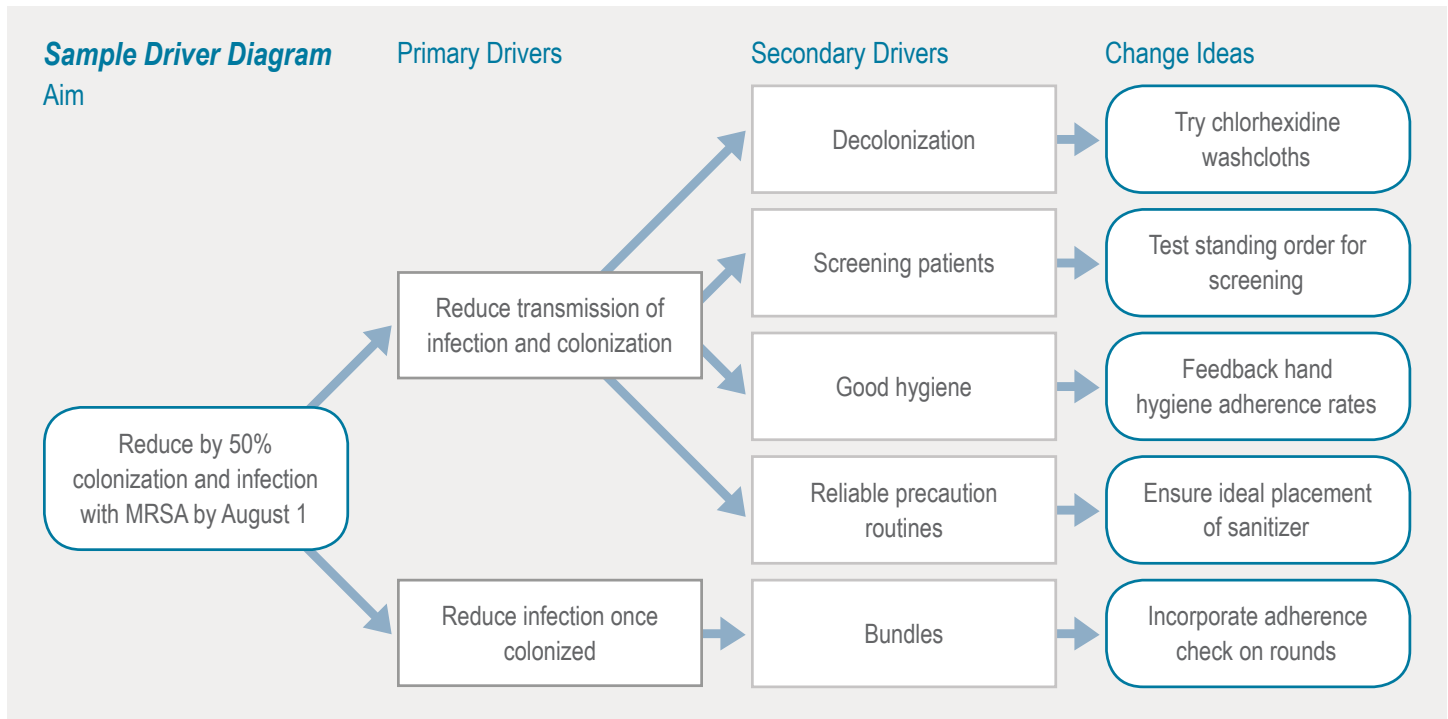 Sample Driver Diagram
Aim
Primary Drivers
Secondary Drivers
Change Ideas
Reduce by 50%
colonization and infection
with MRSA by August 1
Reduce transmission of
infection and colonization
Reduce infection once
colonized
Decolonization
Screening patients
Good hygiene
Reliable precaution
routines
Bundles
Try chlorhexidine
washcloths
Test standing order for
screening
Feedback hand
hygiene adherence rates
Ensure ideal placement
of sanitizer
Incorporate adherence
check on rounds